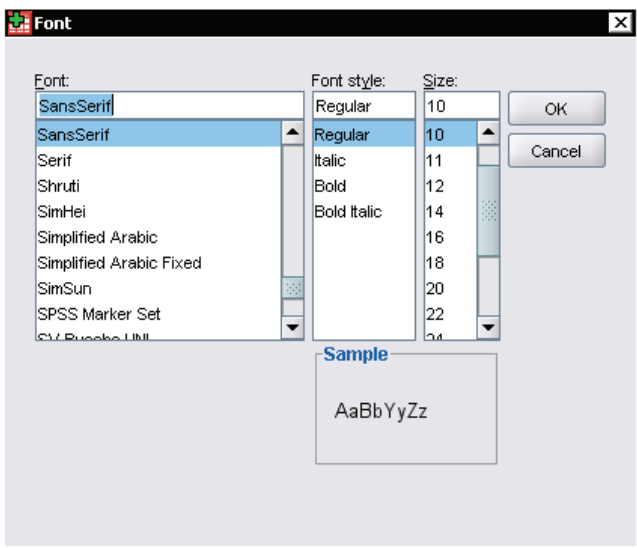 Font
Font:
Font style:
Size:
SansSerif
Regular
10
OK
Cancel
SansSerif
Serif
Shruti
SimHei
Simplified Arabic
Simplified Arabic Fixed
SimSun
SPSS Marker Set
Regular
Italic
Bold
Bold Italic
10
11
12
14
16
18
20
22
24
Sample
AaBbYyZz